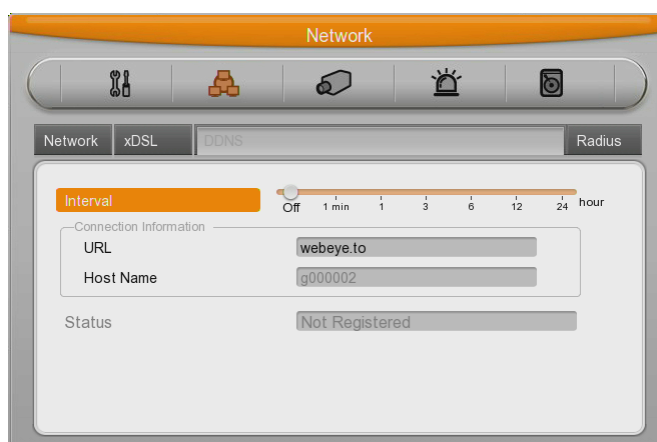 Network
Network xDSL DDNS Radius
Interval
Off 1 min 1 3 6 12 24 hour
Connection Information
URL webeye.to
Host Name g000002
Status Not Registered